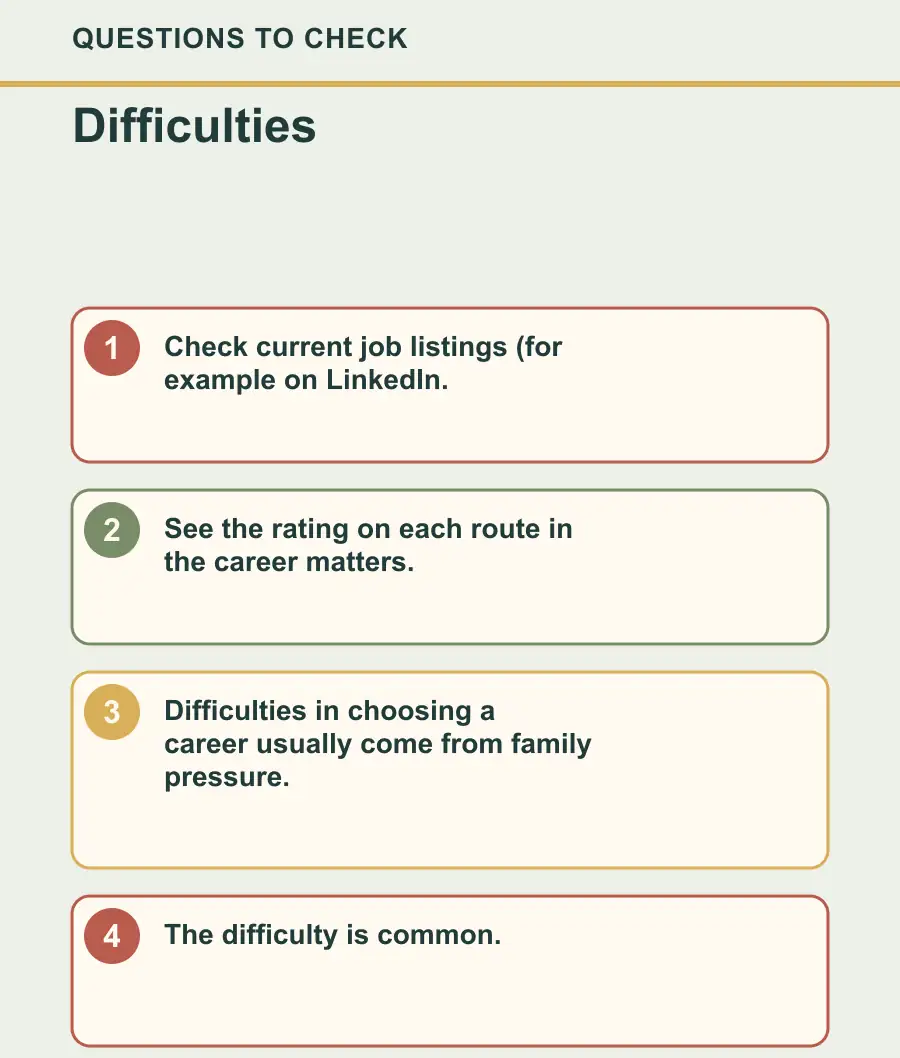 QUESTIONS TO CHECK
Difficulties
1
Check current job listings (for
example on LinkedIn.
2
See the rating on each route in
the career matters.
3
Difficulties in choosing a
career usually come from family
pressure.
4
The difficulty is common.